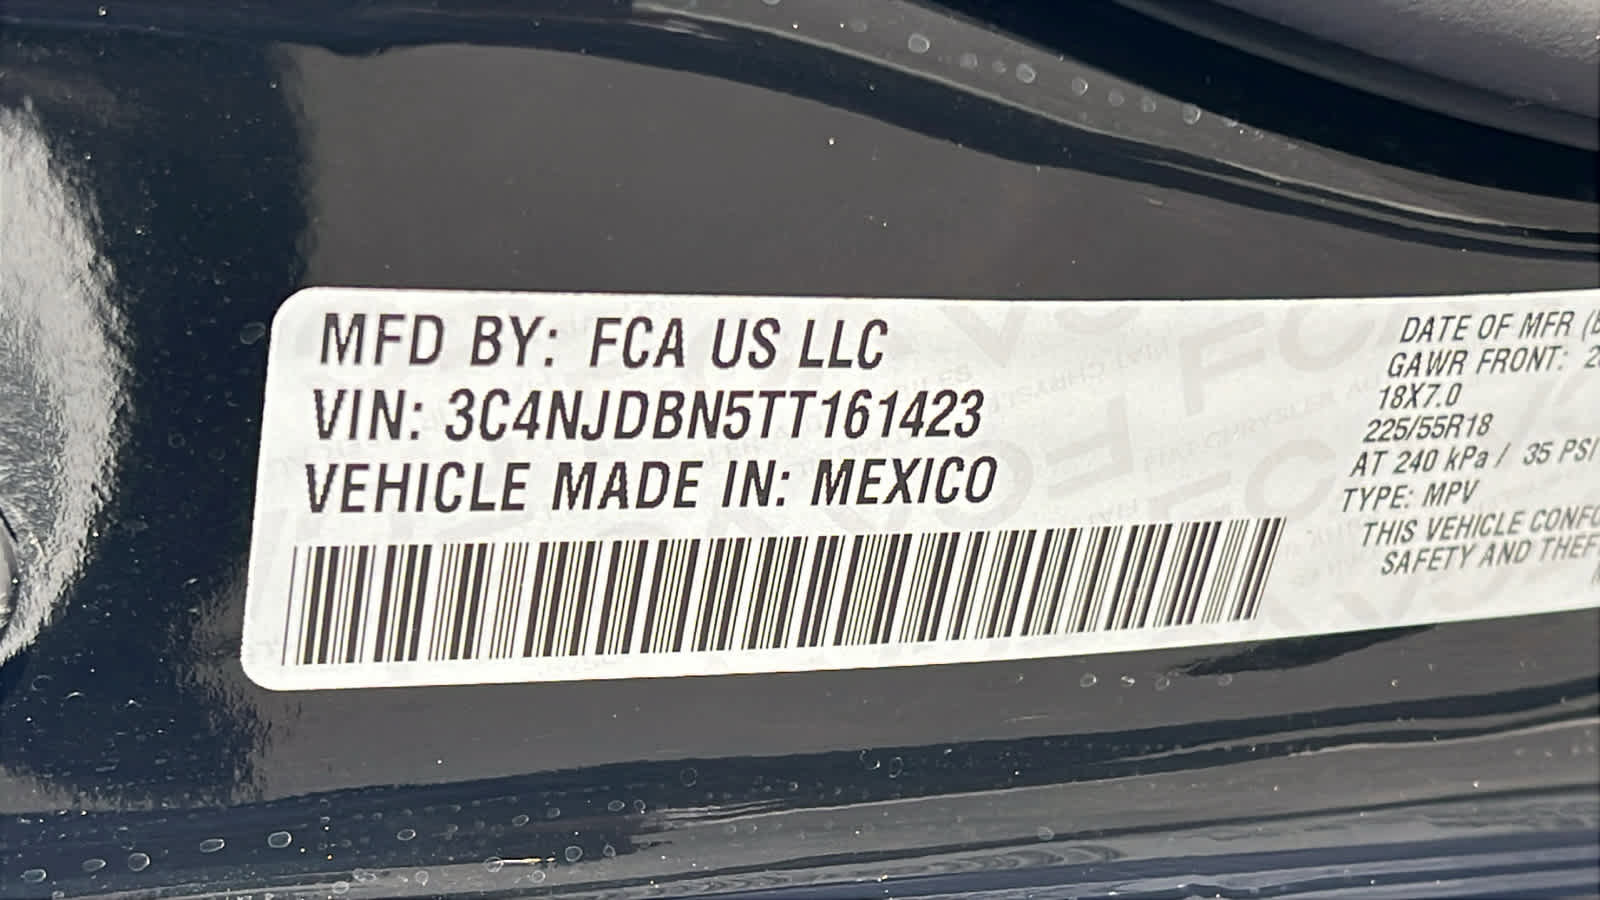 MFD BY: FCA US LLC
VIN: 3C4NJDBN5TT161423
VEHICLE MADE IN: MEXICO
DATE OF MFR
GAWR FRONT:
18X7.0
225/55R18
AT 240 kPa / 35 PSI
TYPE: MPV
THIS VEHICLE
SAFETY AND